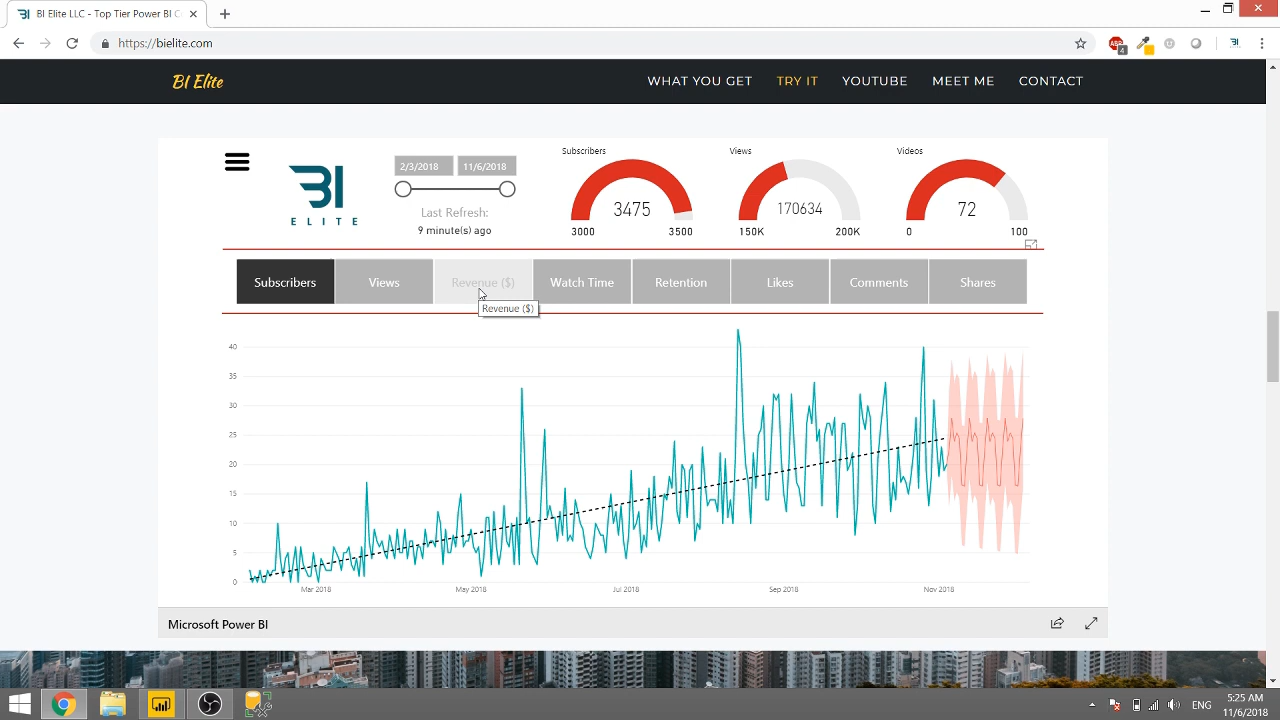 BI Elite LLC - Top Tier Power BI C
https://bielite.com
4
BI
BI Elite
WHAT YOU GET
TRY IT
YOUTUBE
MEET ME
CONTACT
BI
ELITE
2/3/2018
11/6/2018
Last Refresh:
9 minute(s) ago
Subscribers
3475
3000
3500
Views
170634
150K
200K
Videos
72
0
100
Subscribers
Views
Revenue ($)
Watch Time
Retention
Likes
Comments
Shares
Revenue ($)
40
35
30
25
20
15
10
5
0
Mar 2018
May 2018
Jul 2018
Sep 2018
Nov 2018
Microsoft Power BI
ENG
5:25 AM
11/6/2018